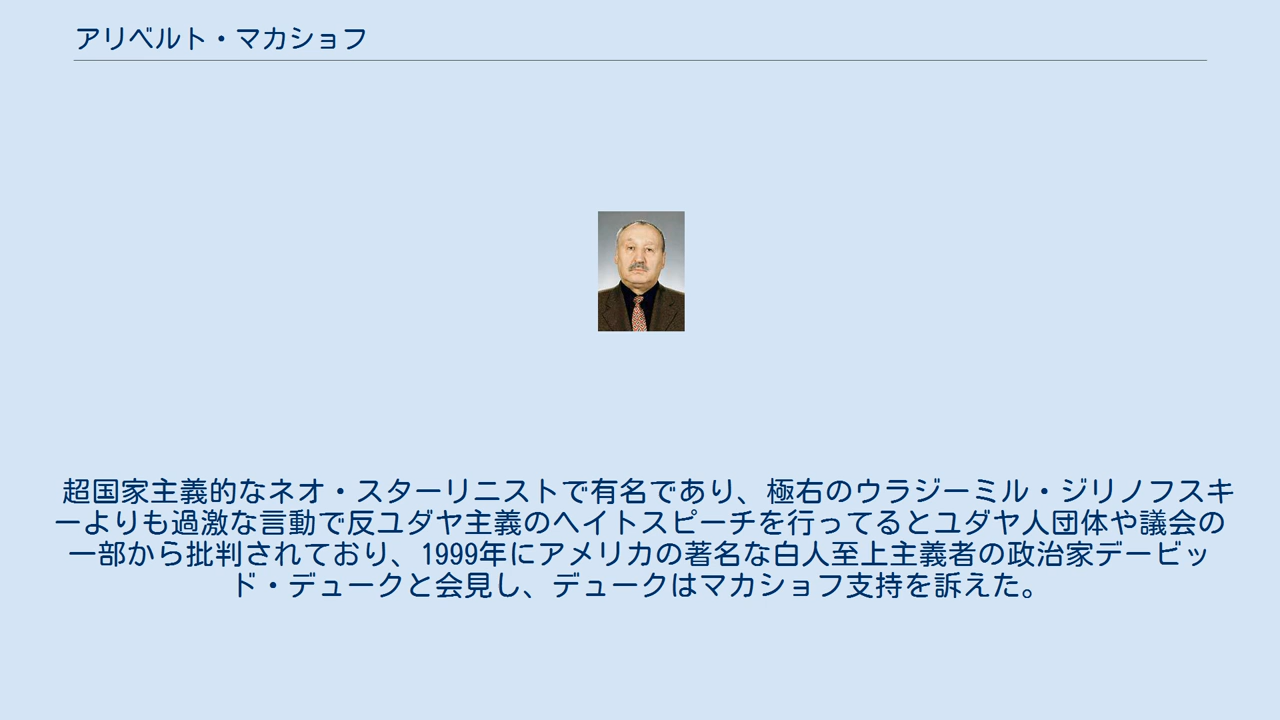 アリベルト・マカショフ
超国家主義的なネオ・スターリニストで有名であり、極右のウラジーミル・ジリノフスキ
ーよりも過激な言動で反ユダヤ主義のヘイトスピーチを行ってるとユダヤ人団体や議会の
一部から批判されており、1999年にアメリカの著名な白人至上主義者の政治家デービッ
ド・デュークと会見し、デュークはマカショフ支持を訴えた。